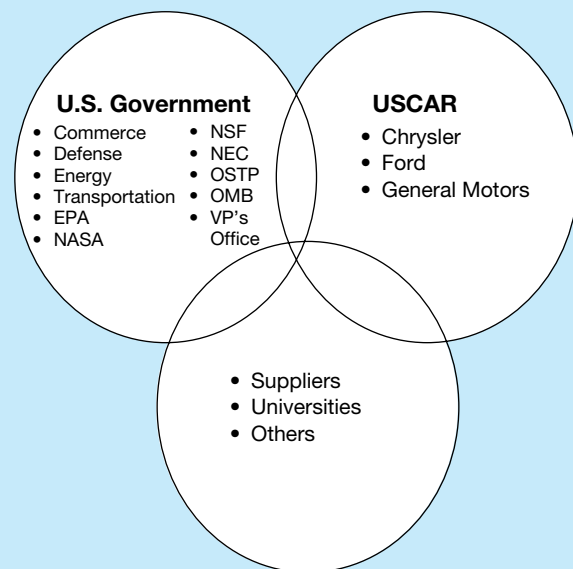 U.S. Government
• Commerce
• Defense
• Energy
• Transportation
• EPA
• NASA
• NSF
• NEC
• OSTP
• OMB
• VP's
Office
USCAR
• Chrysler
• Ford
• General Motors
• Suppliers
• Universities
• Others